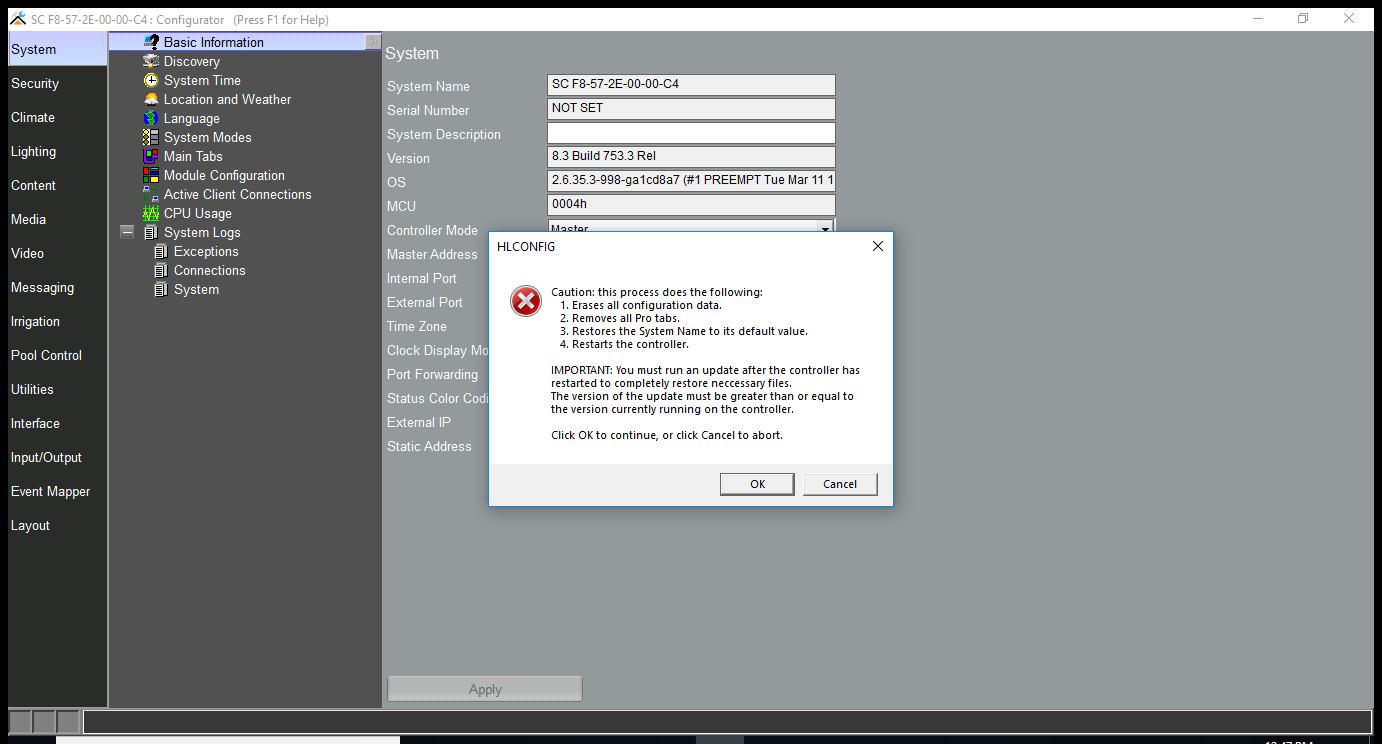 SC F8-57-2E-00-00-C4 : Configurator (Press F1 for Help)
System
Security
Climate
Lighting
Content
Media
Video
Messaging
Irrigation
Pool Control
Utilities
Interface
Input/Output
Event Mapper
Layout
Basic Information
Discovery
System Time
Location and Weather
Language
System Modes
Main Tabs
Module Configuration
Active Client Connections
CPU Usage
System Logs
Exceptions
Connections
System
System
System Name SC F8-57-2E-00-00-C4
Serial Number NOT SET
System Description
Version 8.3 Build 753.3 Rel
OS 2.6.35.3-998-ga1cd8a7 (#1 PREEMPT Tue Mar 11 1
MCU 0004h
Controller Mode Master
Master Address
Internal Port
External Port
Time Zone
Clock Display Mo
Port Forwarding
Status Color Codi
External IP
Static Address
HLCONFIG
Caution: this process does the following:
1. Erases all configuration data.
2. Removes all Pro tabs.
3. Restores the System Name to its default value.
4. Restarts the controller.
IMPORTANT: You must run an update after the controller has
restarted to completely restore neccessary files.
The version of the update must be greater than or equal to
the version currently running on the controller.
Click OK to continue, or click Cancel to abort.
OK Cancel
Apply